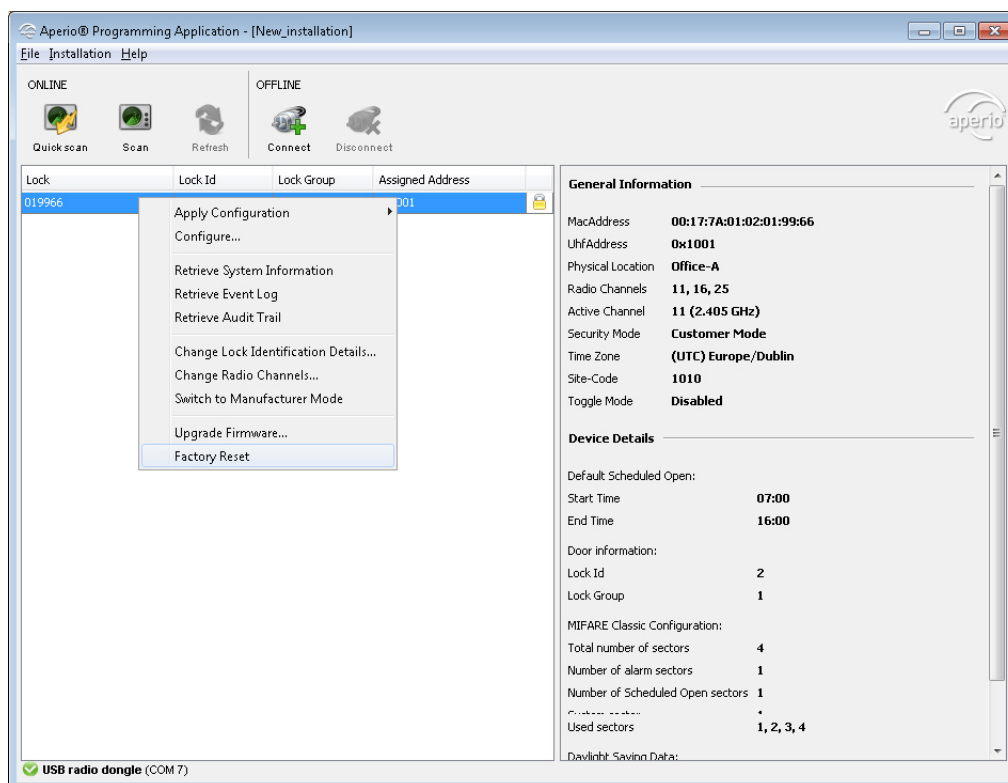 Aperio® Programming Application - [New_installation]
File Installation Help
ONLINE
OFFLINE
Quick scan
Scan
Refresh
Connect
Disconnect
aperio
Lock Lock Id Lock Group Assigned Address
019966
Apply Configuration
Configure...
Retrieve System Information
Retrieve Event Log
Retrieve Audit Trail
Change Lock Identification Details...
Change Radio Channels...
Switch to Manufacturer Mode
Upgrade Firmware...
Factory Reset
General Information
MacAddress 00:17:7A:01:02:01:99:66
UhfAddress 0x1001
Physical Location Office-A
Radio Channels 11, 16, 25
Active Channel 11 (2.405 GHz)
Security Mode Customer Mode
Time Zone (UTC) Europe/Dublin
Site-Code 1010
Toggle Mode Disabled
Device Details
Default Scheduled Open:
Start Time 07:00
End Time 16:00
Door information:
Lock Id 2
Lock Group 1
MIFARE Classic Configuration:
Total number of sectors 4
Number of alarm sectors 1
Number of Scheduled Open sectors 1
Used sectors 1, 2, 3, 4
Daylight Saving Data:
USB radio dongle (COM 7)